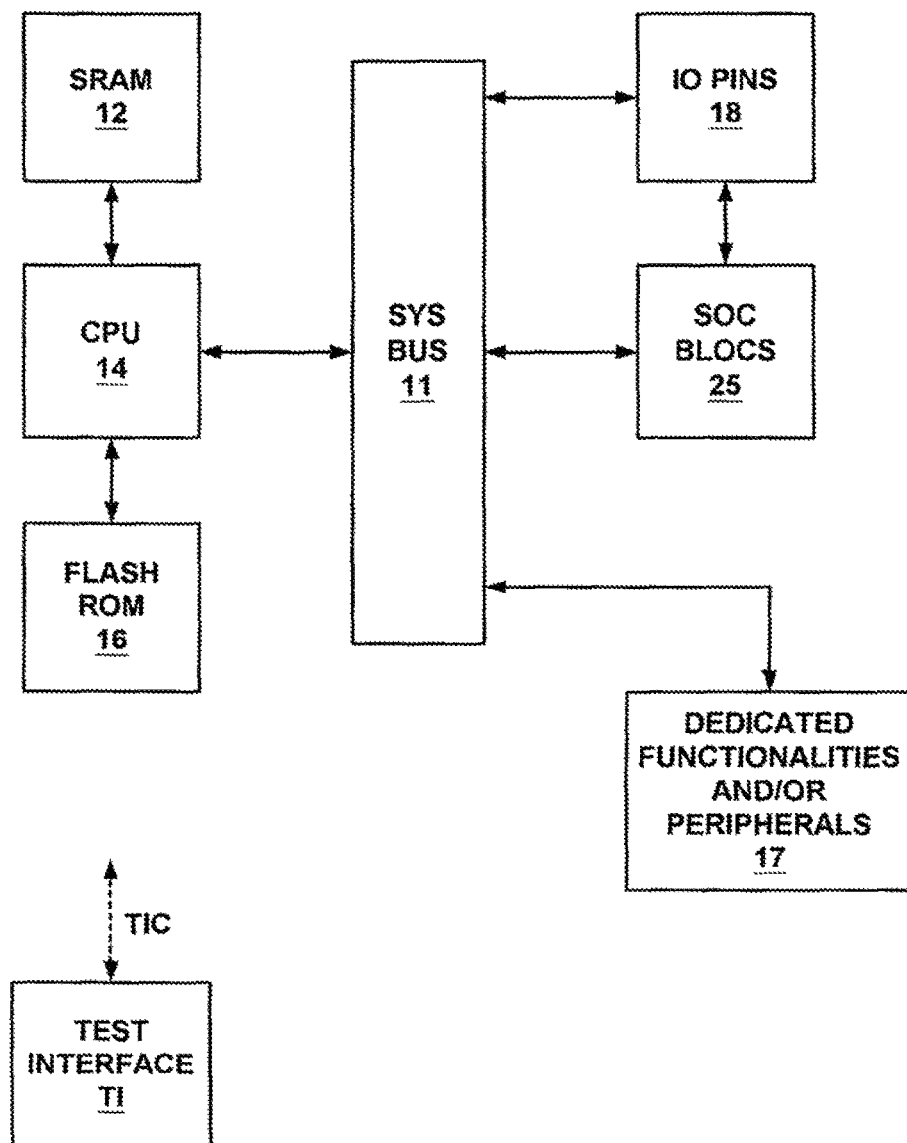 SRAM
12
CPU
14
FLASH
ROM
16
SYS
BUS
11
IO PINS
18
SOC
BLOCS
25
DEDICATED
FUNCTIONALITIES
AND/OR
PERIPHERALS
17
TIC
TEST
INTERFACE
TI